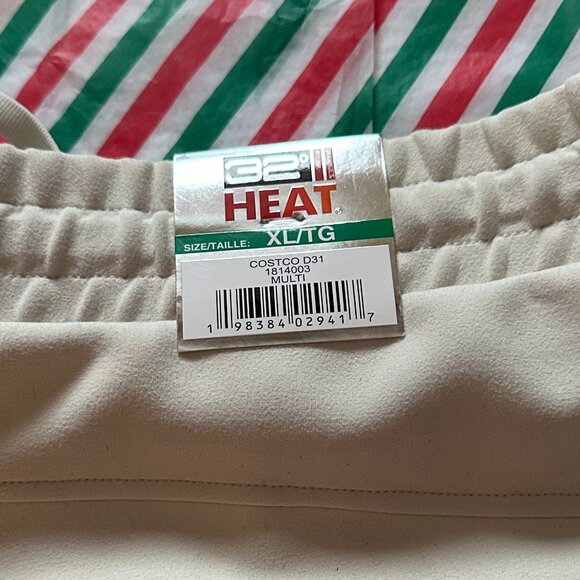 32°
HEAT
SIZE/TAILLE: XL/TG
COSTCO D31
1814003
MULTI
1 98384 02941 7